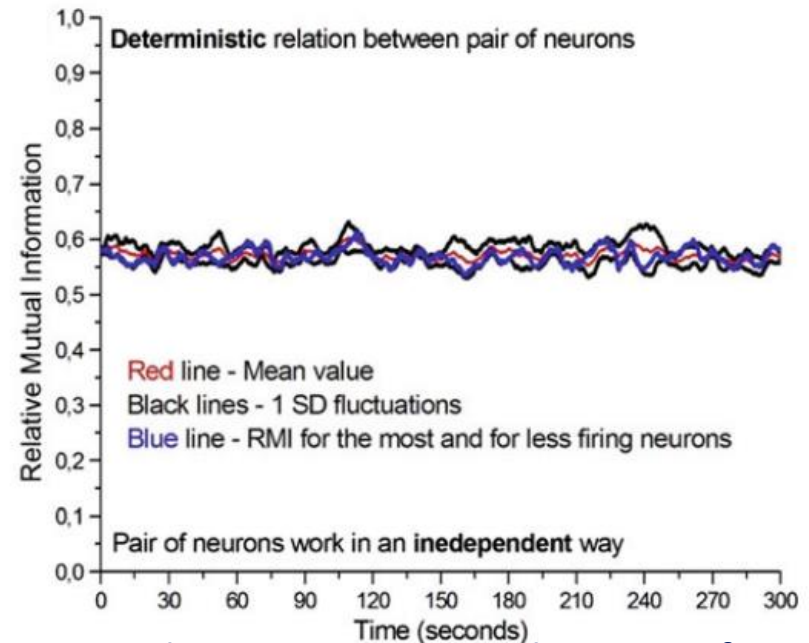 1,0
Deterministic relation between pair of neurons
0,9
0,8
0,7
0,6
0,5
0,4
Red line - Mean value
0,3
Black lines - 1 SD fluctuations
Blue line - RMI for the most and for less firing neurons
0,2
0,1
Pair of neurons work in an inedependent way
0,0
Relative Mutual Information
0 30 60 90 120 150 180 210 240 270 300
Time (seconds)